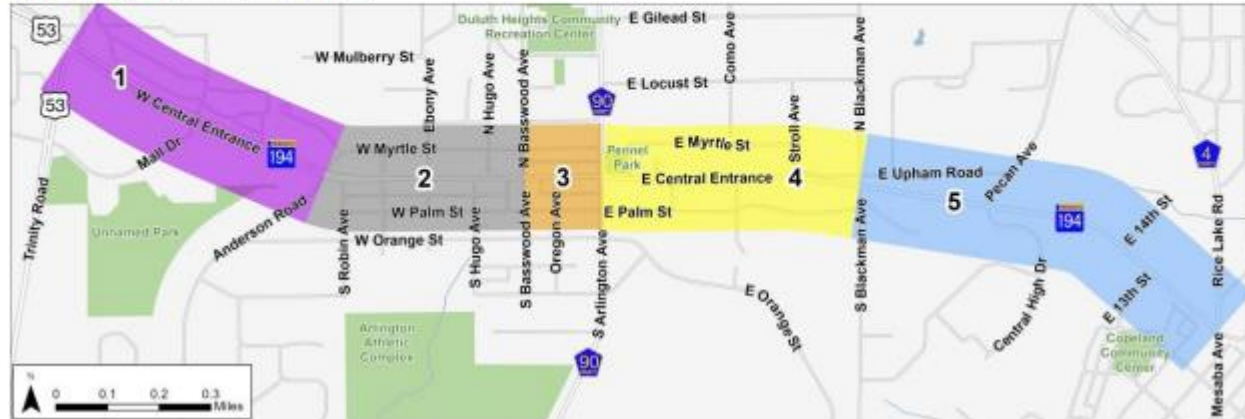 53
Duluth Heights Community
Recreation Center
E Gilead St
Como Ave
N Blackman Ave
W Mulberry St
Ebony Ave
N Hugo Ave
N Basswood Ave
E Locust St
Stroll Ave
1
53
W Central Entrance
90
Mall Dr
194
W Myrtle St
Pennel
Park
E Myrtle St
4
2
3
E Central Entrance
4
E Upham Road
Pecan Ave
Trinity Road
Unnamed Park
Anderson Road
W Palm St
Oregon Ave
E Palm St
5
194
E 14th St
Rice Lake Rd
W Orange St
S Robin Ave
S Hugo Ave
S Basswood Ave
S Arlington Ave
S Blackman Ave
E Orange St
Central High Dr
E 13th St
Arlington
Athletic
Complex
90
Copeland
Community
Center
Mesaba Ave
N
0 0.1 0.2 0.3
Miles